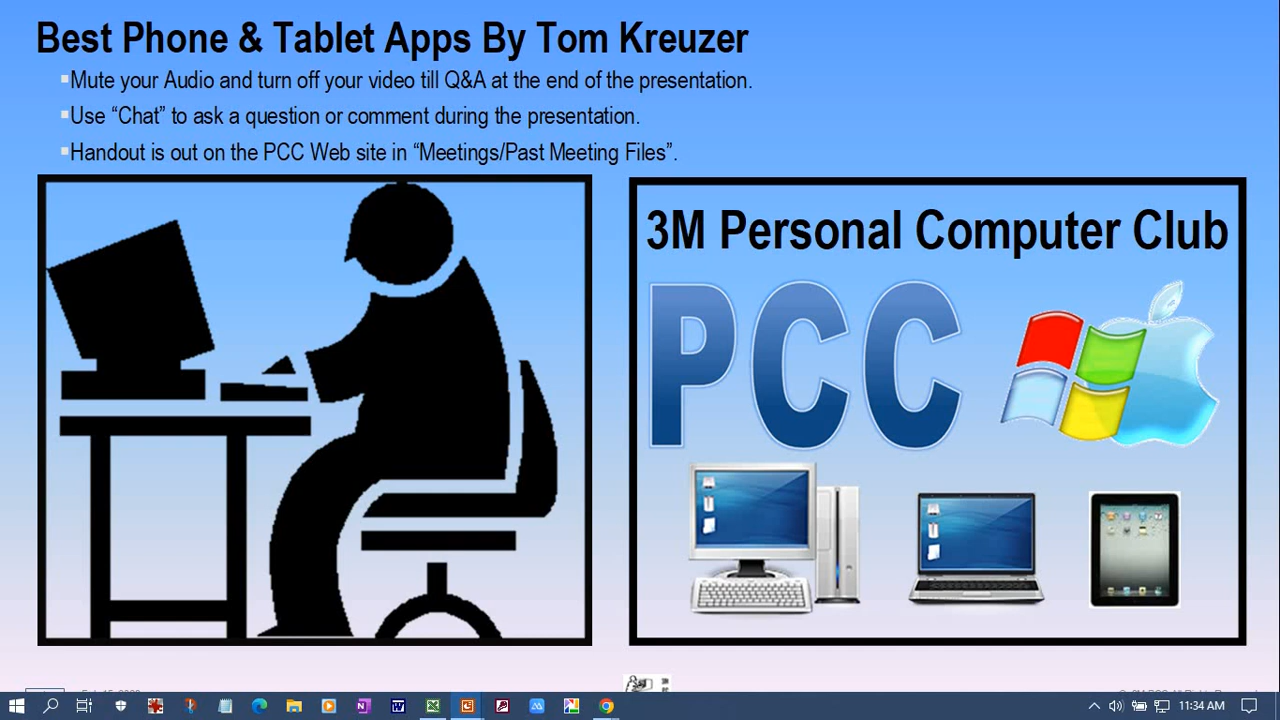 Best Phone & Tablet Apps By Tom Kreuzer
▪Mute your Audio and turn off your video till Q&A at the end of the presentation.
▪Use “Chat” to ask a question or comment during the presentation.
▪Handout is out on the PCC Web site in “Meetings/Past Meeting Files”.
3M Personal Computer Club
PCC
11:34 AM